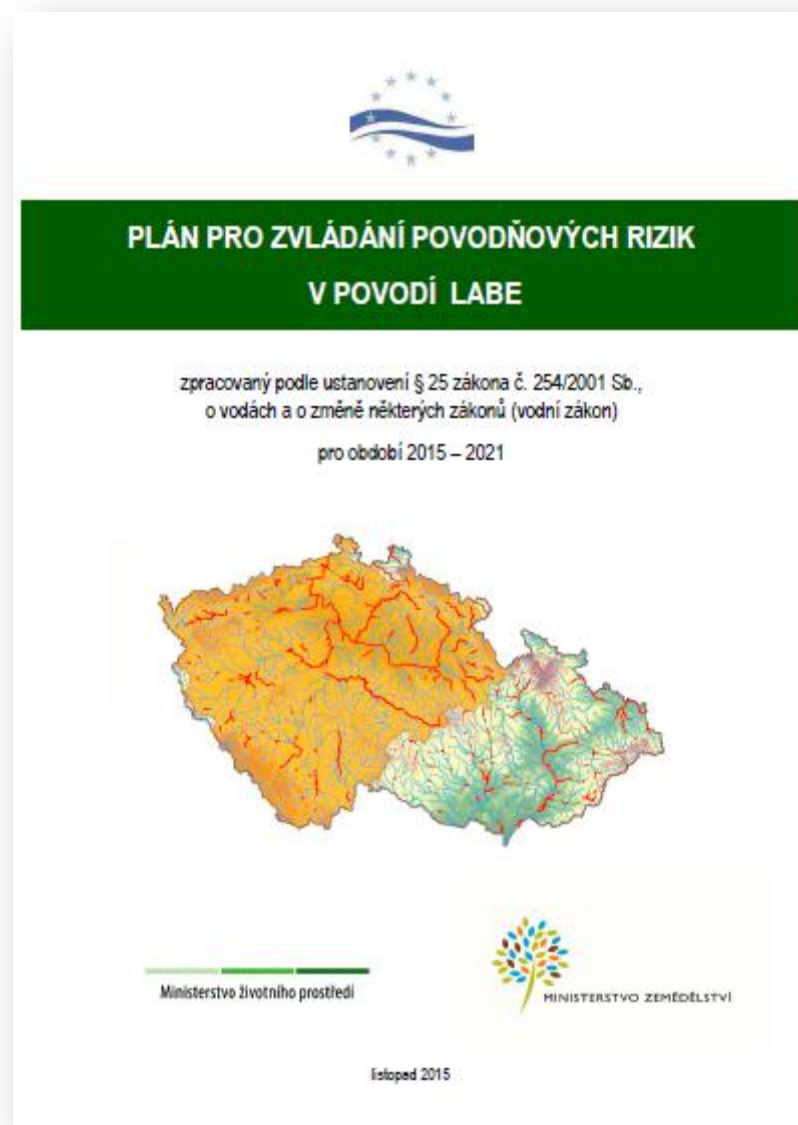 PLÁN PRO ZVLÁDÁNÍ POVODŇOVÝCH RIZIK
V POVODÍ LABE
zpracovaný podle ustanovení § 25 zákona č. 254/2001 Sb.,
o vodách a o změně některých zákonů (vodní zákon)
pro období 2015 – 2021
Ministerstvo životního prostředí
MINISTERSTVO ZEMĚDĚLSTVÍ
listopad 2015